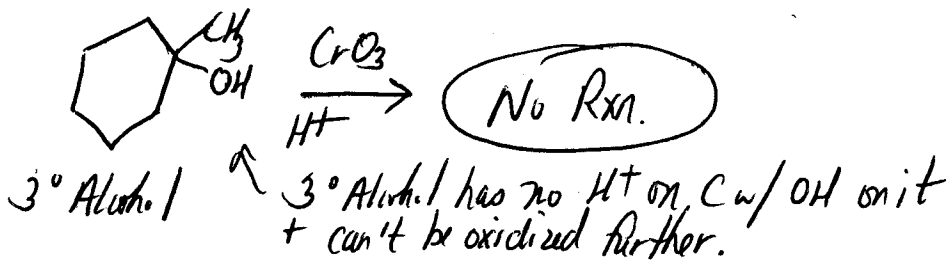 CH3
OH
CrO3
H+
No Rxn.
3° Alcohol
3° Alcohol has no H+ on C w/ OH on it
+ can't be oxidized further.